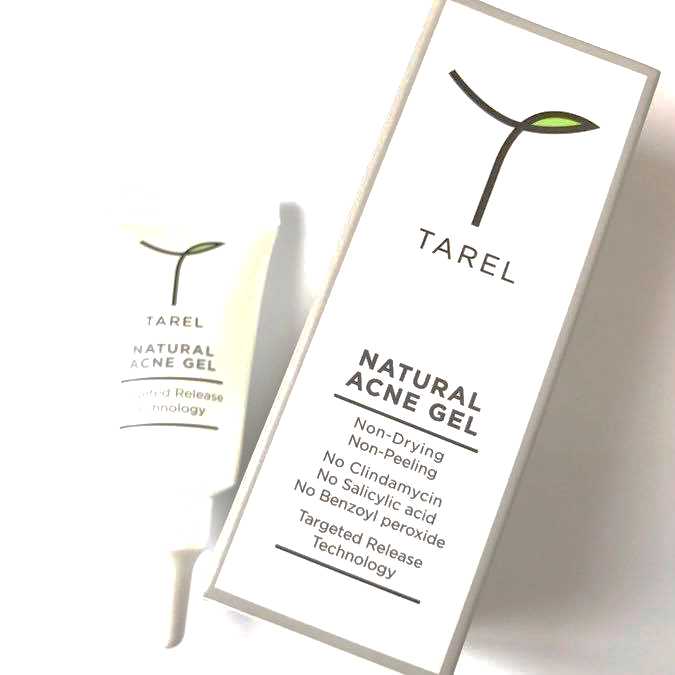 TAREL
NATURAL
ACNE GEL
Release
TAREL
NATURAL
ACNE GEL
Non-Drying
Non-Peeling
No Clindamycin
No Salicylic acid
No Benzoyl peroxide
Targeted Release
Technology